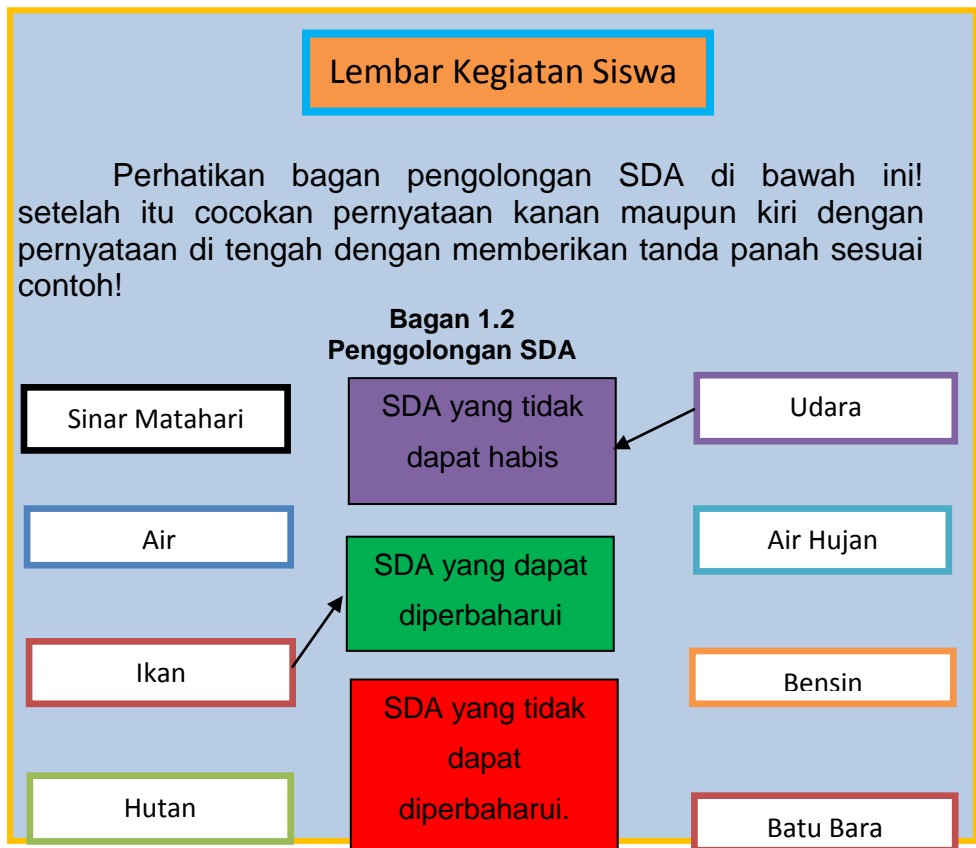 Lembar Kegiatan Siswa
Perhatikan bagan pengolongan SDA di bawah ini!
setelah itu cocokan pernyataan kanan maupun kiri dengan
pernyataan di tengah dengan memberikan tanda panah sesuai
contoh!
Bagan 1.2
Penggolongan SDA
Sinar Matahari
Air
Ikan
Hutan
SDA yang tidak
dapat habis
SDA yang dapat
diperbaharui
SDA yang tidak
dapat
diperbaharui.
Udara
Air Hujan
Bensin
Batu Bara